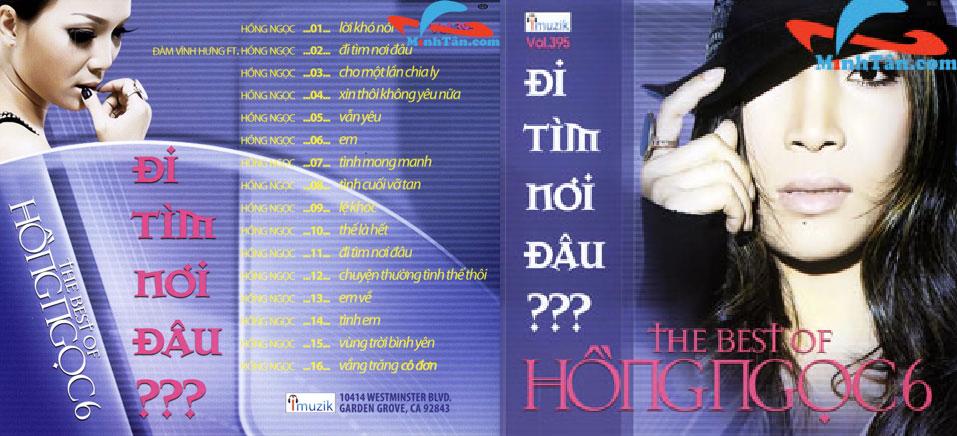 HỒNG NGỌC ...01... lời khó nói
ĐÀM VĨNH HƯNG FT. HỒNG NGỌC ...02... đi tìm nơi đâu
HỒNG NGỌC ...03... cho một lần chia ly
HỒNG NGỌC ...04... xin thôi không yêu nữa
HỒNG NGỌC ...05... vẫn yêu
HỒNG NGỌC ...06... em
HỒNG NGỌC ...07... tình mong manh
HỒNG NGỌC ...08... tình cuối vỡ tan
HỒNG NGỌC ...09... lệ khóc
HỒNG NGỌC ...10... thế là hết
HỒNG NGỌC ...11... đi tìm nơi đâu
HỒNG NGỌC ...12... chuyện thường tình thế thôi
HỒNG NGỌC ...13... em về
HỒNG NGỌC ...14... tình em
HỒNG NGỌC ...15... vùng trời bình yên
HỒNG NGỌC ...16... vầng trăng cô đơn
MinhTân.com
ĐI
TÌM
NƠI
ĐÂU
???
THE BEST OF
HỒNG NGỌC 6
muzik
10414 WESTMINSTER BLVD.
GARDEN GROVE, CA 92843
muzik
Vol.395
ĐI
TÌM
NƠI
ĐÂU
???
MinhTân.com
THE BEST OF
HỒNG NGỌC 6